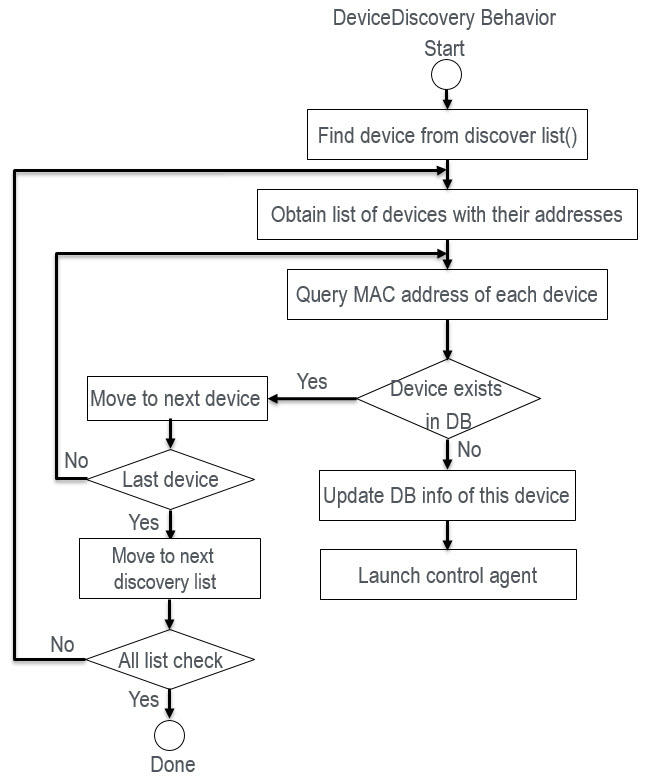 DeviceDiscovery Behavior
Start
Find device from discover list()
Obtain list of devices with their addresses
Query MAC address of each device
Device exists
in DB
Yes
Move to next device
No
Last device
No
Update DB info of this device
Yes
Move to next
discovery list
Launch control agent
No
All list check
Yes
Done